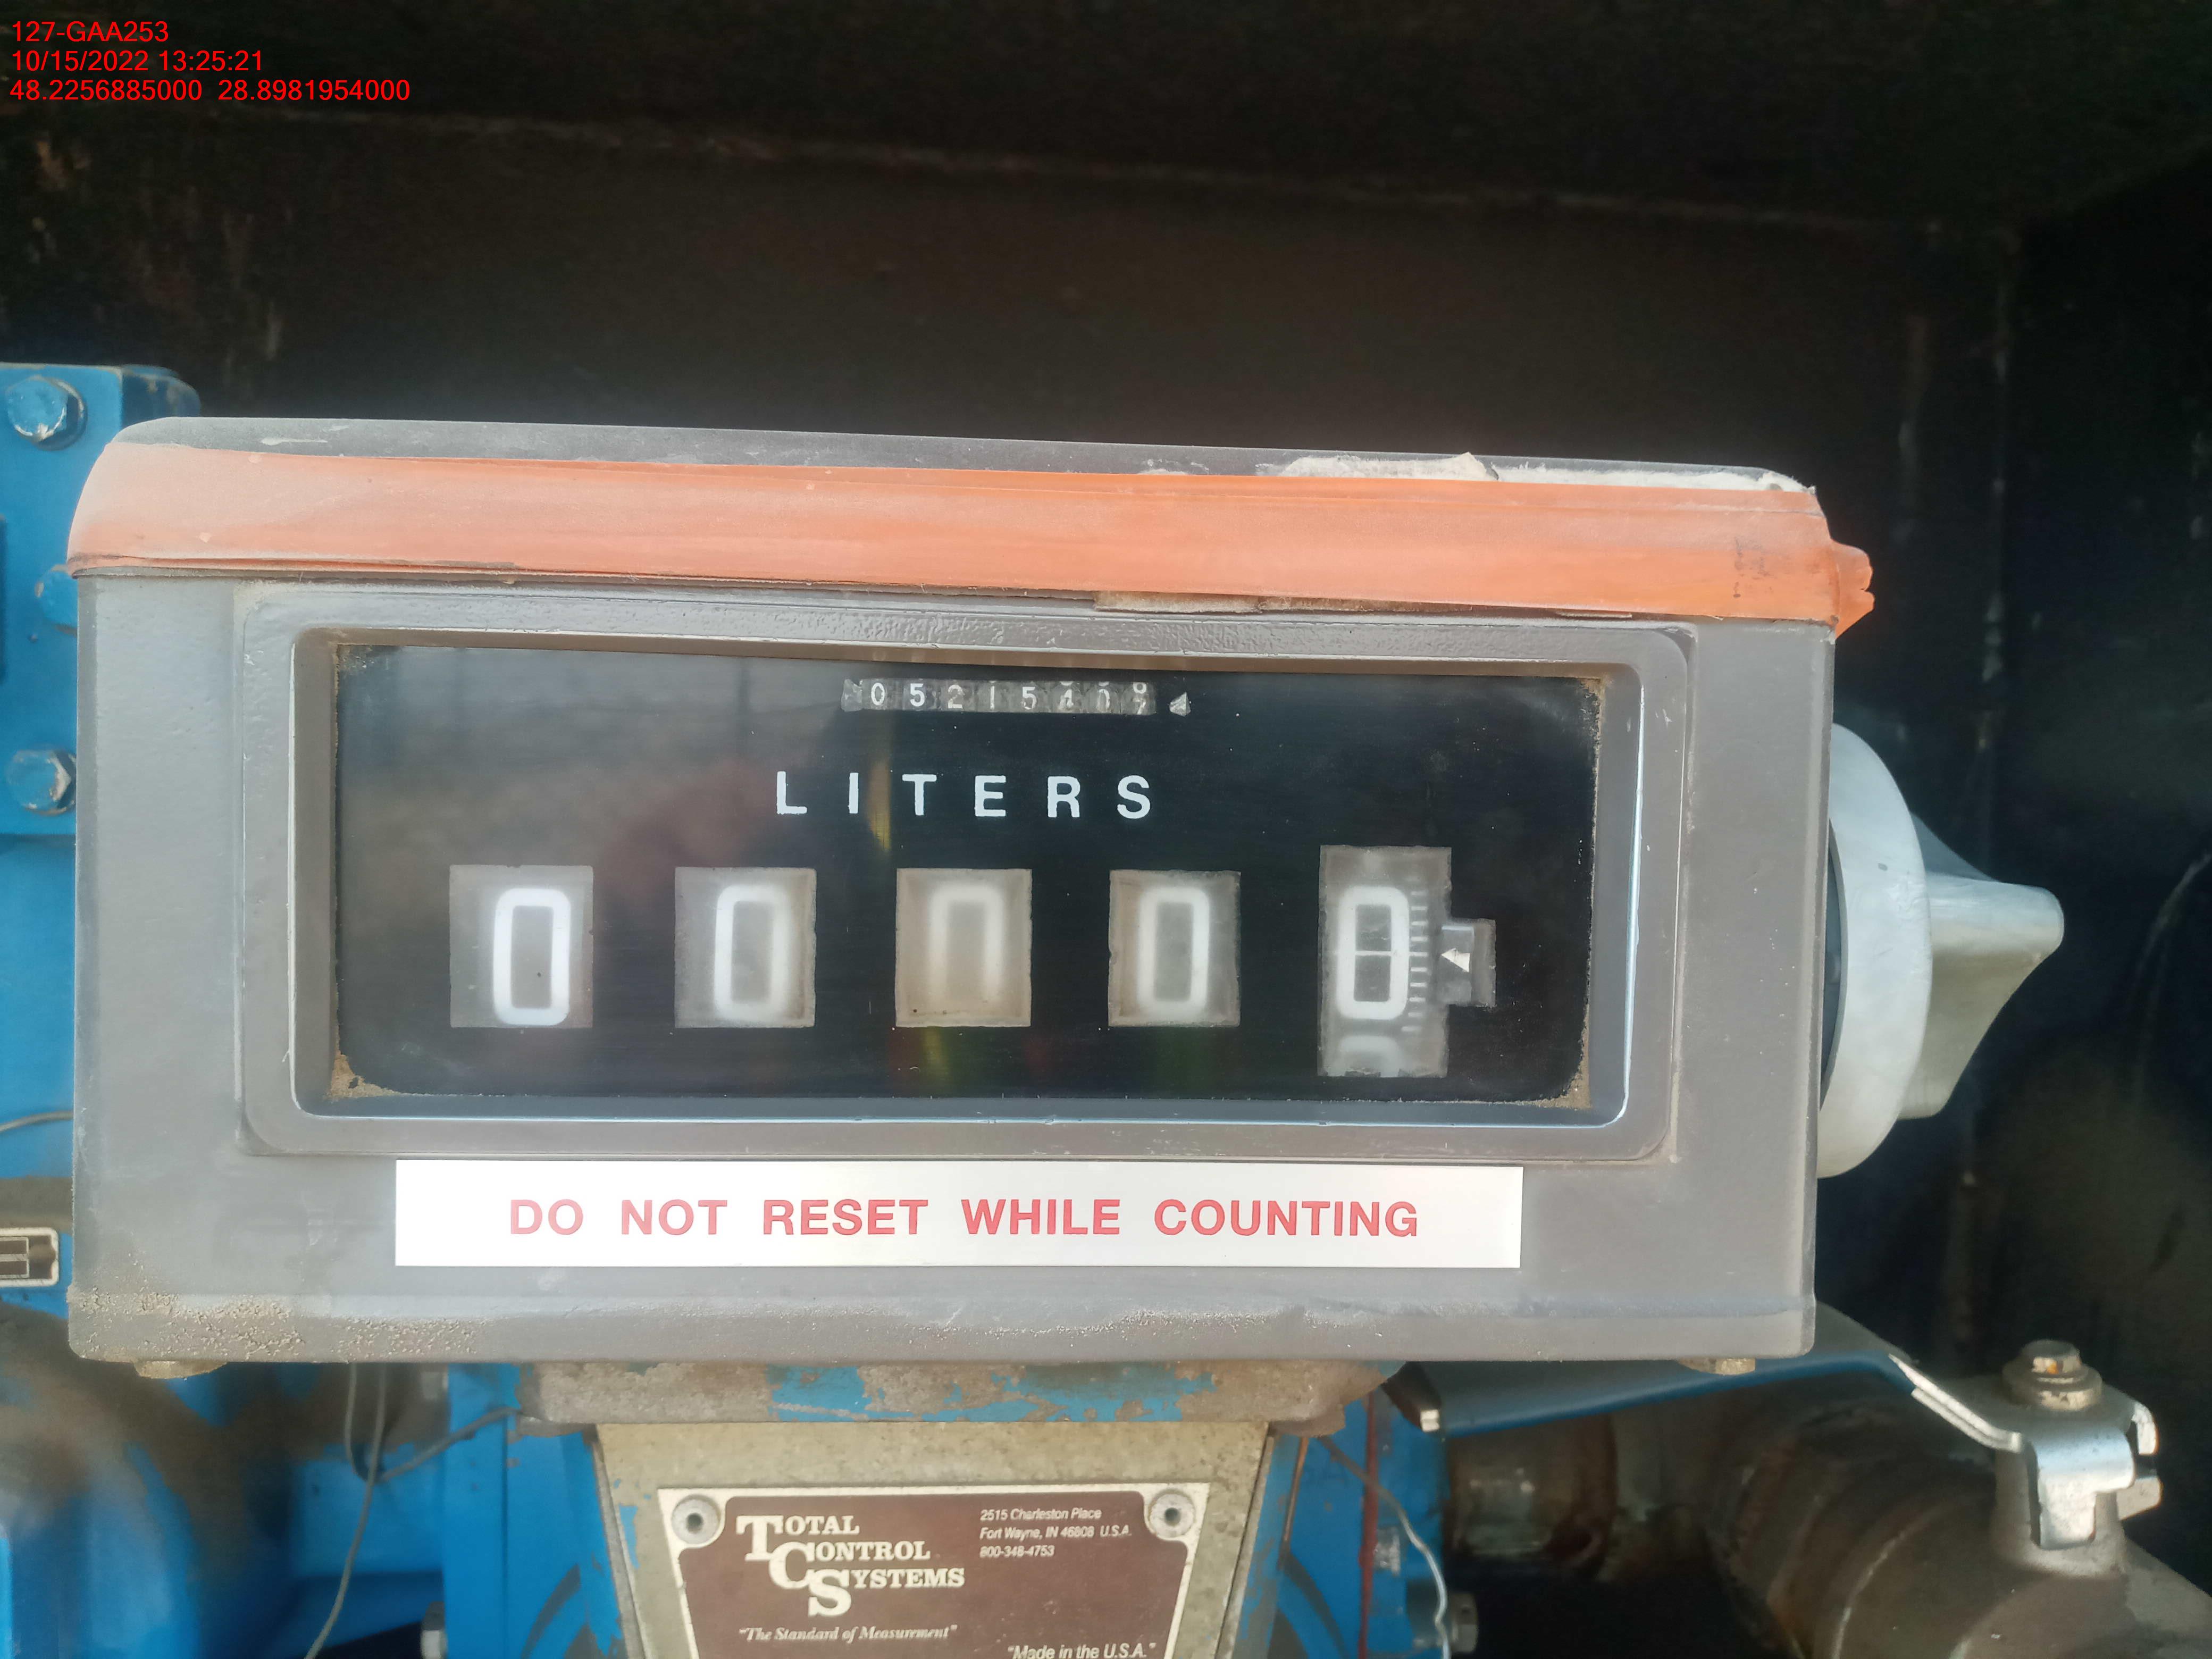 127-GAA253
10/15/2022 13:25:21
48.2256885000 28.8981954000
LITERS
0 0 0 0 0
DO NOT RESET WHILE COUNTING
TOTAL
CONTROL
SYSTEMS
2515 Charleston Place
Fort Wayne, IN 46808 U.S.A.
800-348-4753
"The Standard of Measurement"
"Made in the U.S.A."